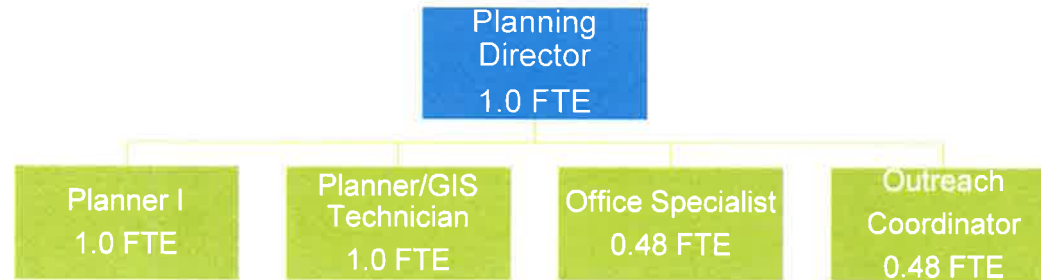 Planning
Director
1.0 FTE
Planner I
1.0 FTE
Planner/GIS
Technician
1.0 FTE
Office Specialist
0.48 FTE
Outreach
Coordinator
0.48 FTE